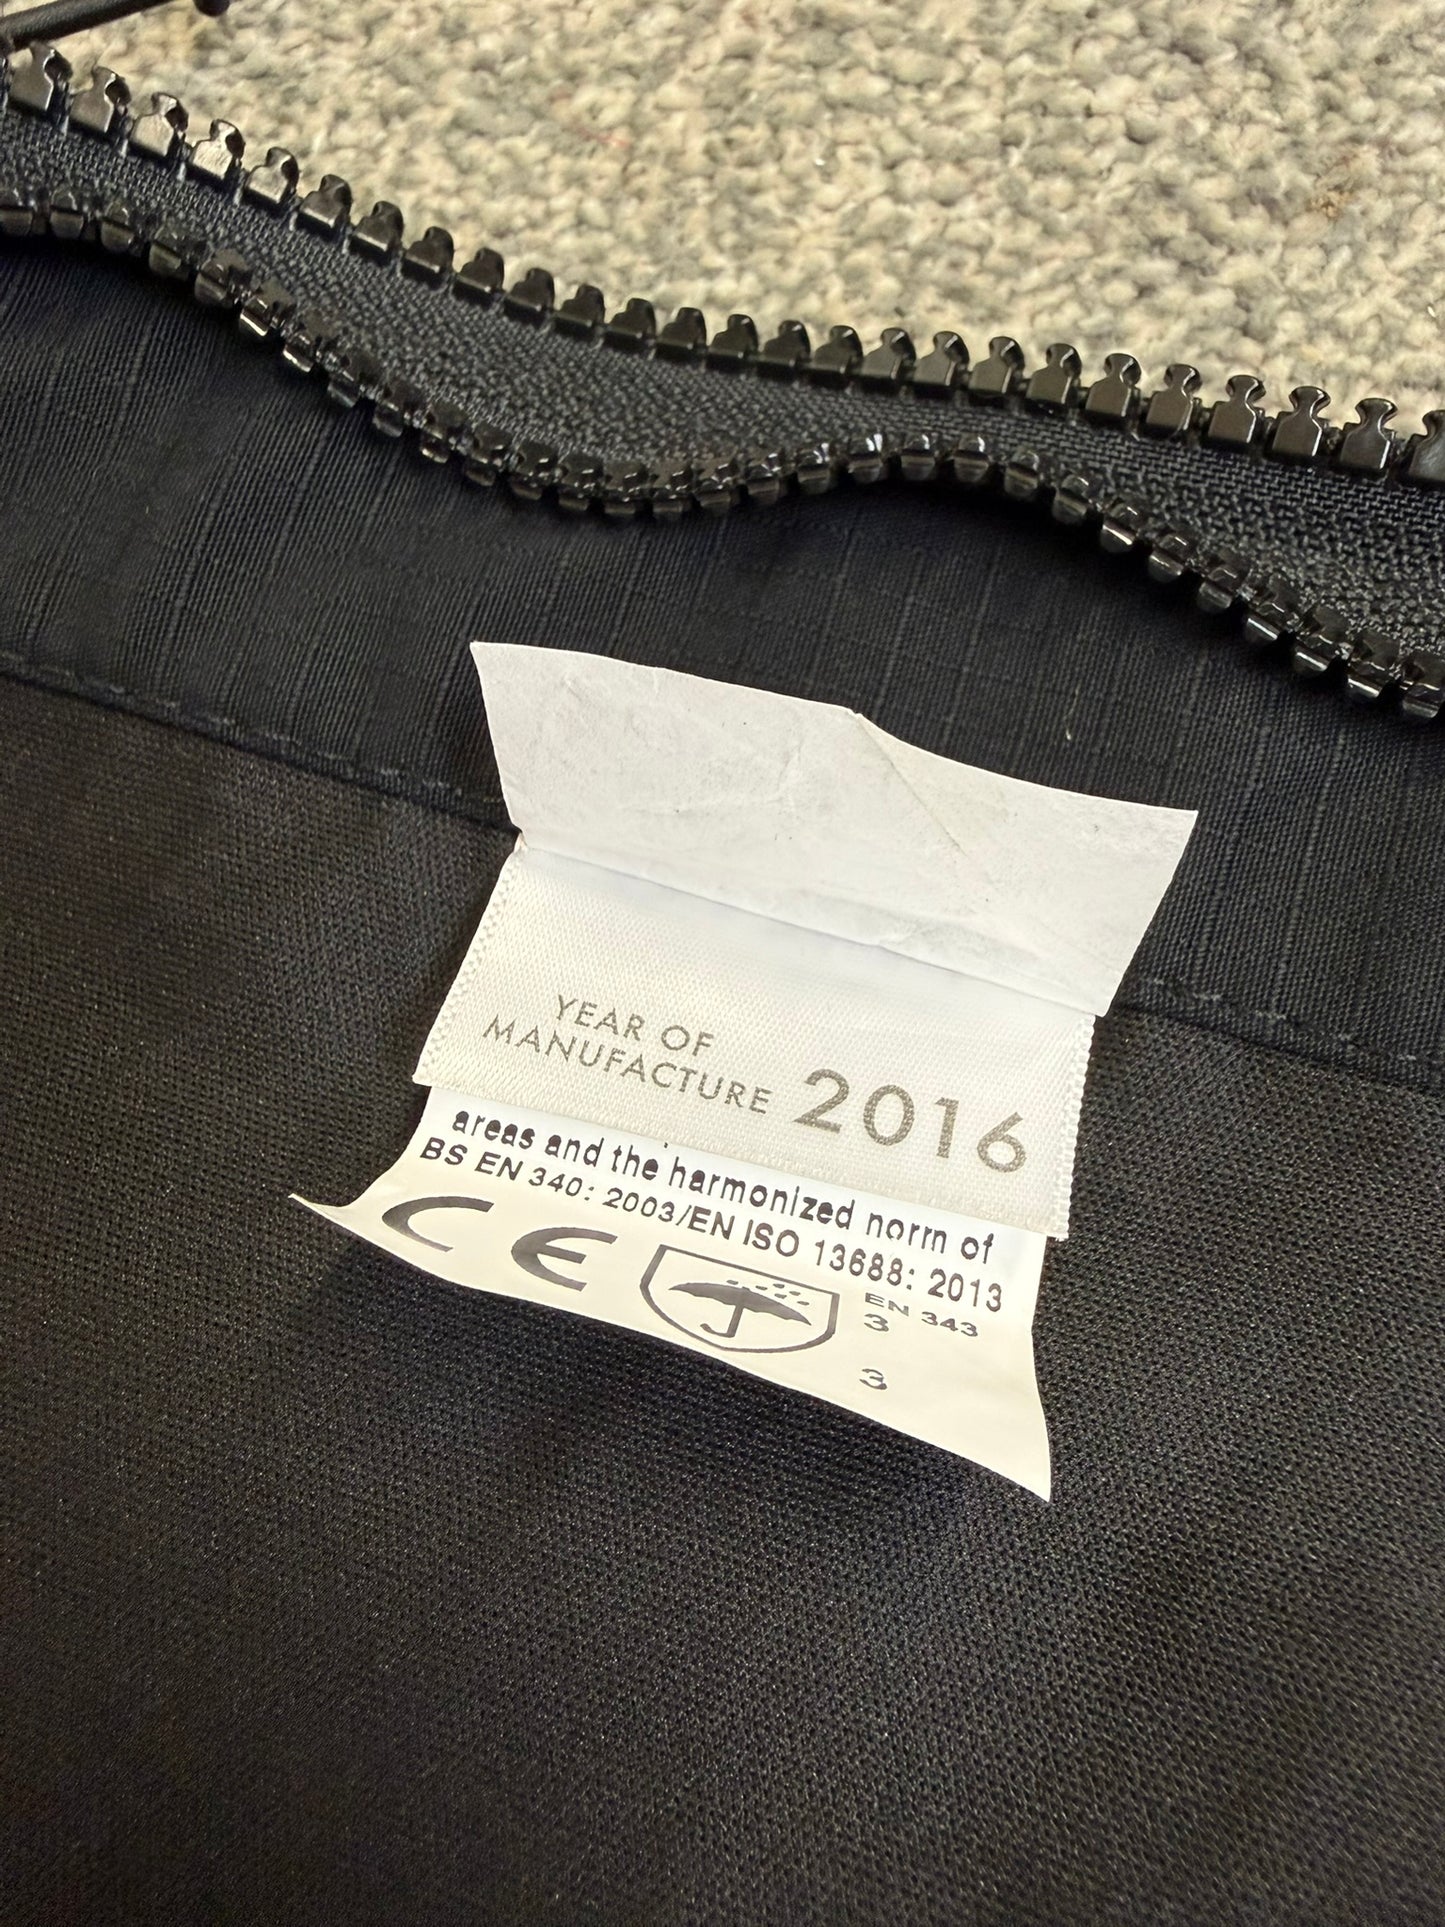 YEAR OF
MANUFACTURE 2016
areas and the harmonized norm of
BS EN 340: 2003/EN ISO 13688: 2013
CE
EN 343
3
3